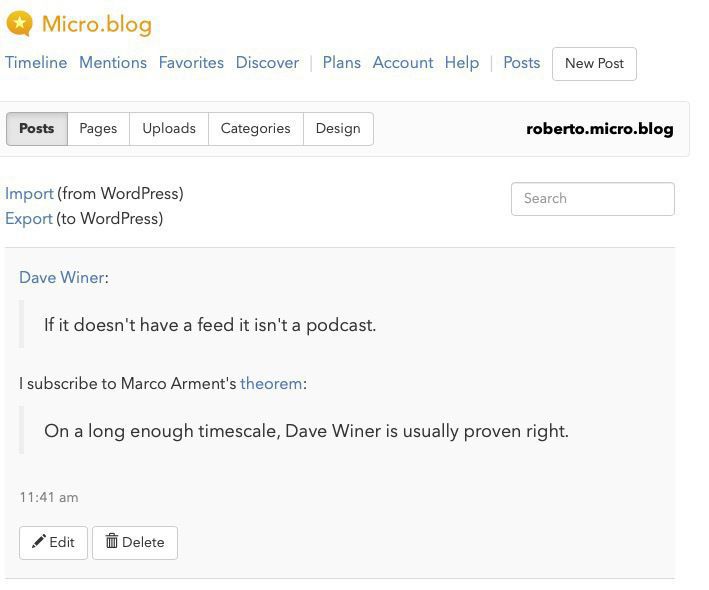 Micro.blog
Timeline Mentions Favorites Discover | Plans Account Help | Posts New Post
Posts Pages Uploads Categories Design roberto.micro.blog
Import (from WordPress) Search
Export (to WordPress)
Dave Winer:
If it doesn't have a feed it isn't a podcast.
I subscribe to Marco Arment's theorem:
On a long enough timescale, Dave Winer is usually proven right.
11:41 am
Edit Delete